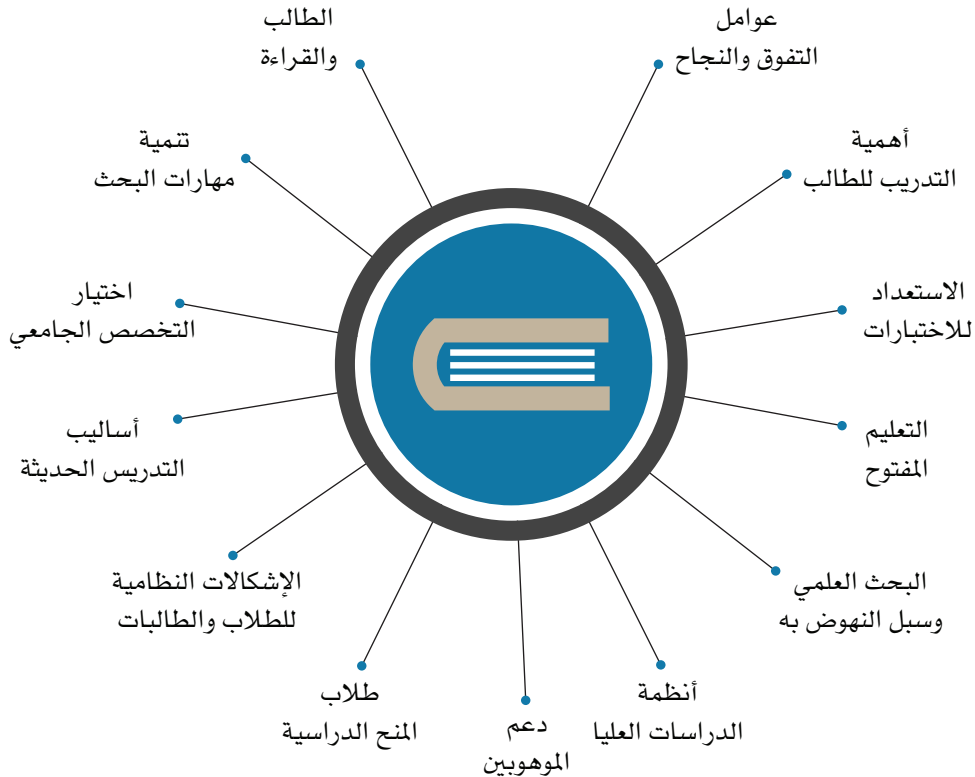 عوامل
التفوق والنجاح
أهمية
التدريب للطالب
الاستعداد
للاختبارات
التعليم
المفتوح
البحث العلمي
وسبل النهوض به
أنظمة
الدراسات العليا
دعم
الموهوبين
طلاب
المنح الدراسية
الإشكالات النظامية
للطلاب والطالبات
أساليب
التدريس الحديثة
اختيار
التخصص الجامعي
تنمية
مهارات البحث
الطالب
والقراءة